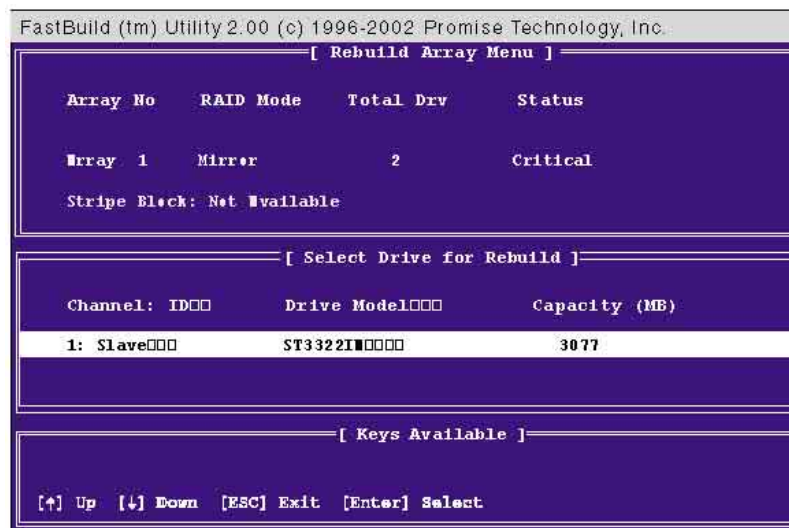 FastBuild (tm) Utility 2.00 (c) 1996-2002 Promise Technology, Inc.
[ Rebuild Array Menu ]
Array No RAID Mode Total Drv Status
Array 1 Mirror 2 Critical
Stripe Block: Not Available
[ Select Drive for Rebuild ]
Channel: ID□□ Drive Model□□□ Capacity (MB)
1: Slave□□□ ST3322IA□□□□ 3077
[ Keys Available ]
[↑] Up [↓] Down [ESC] Exit [Enter] Select